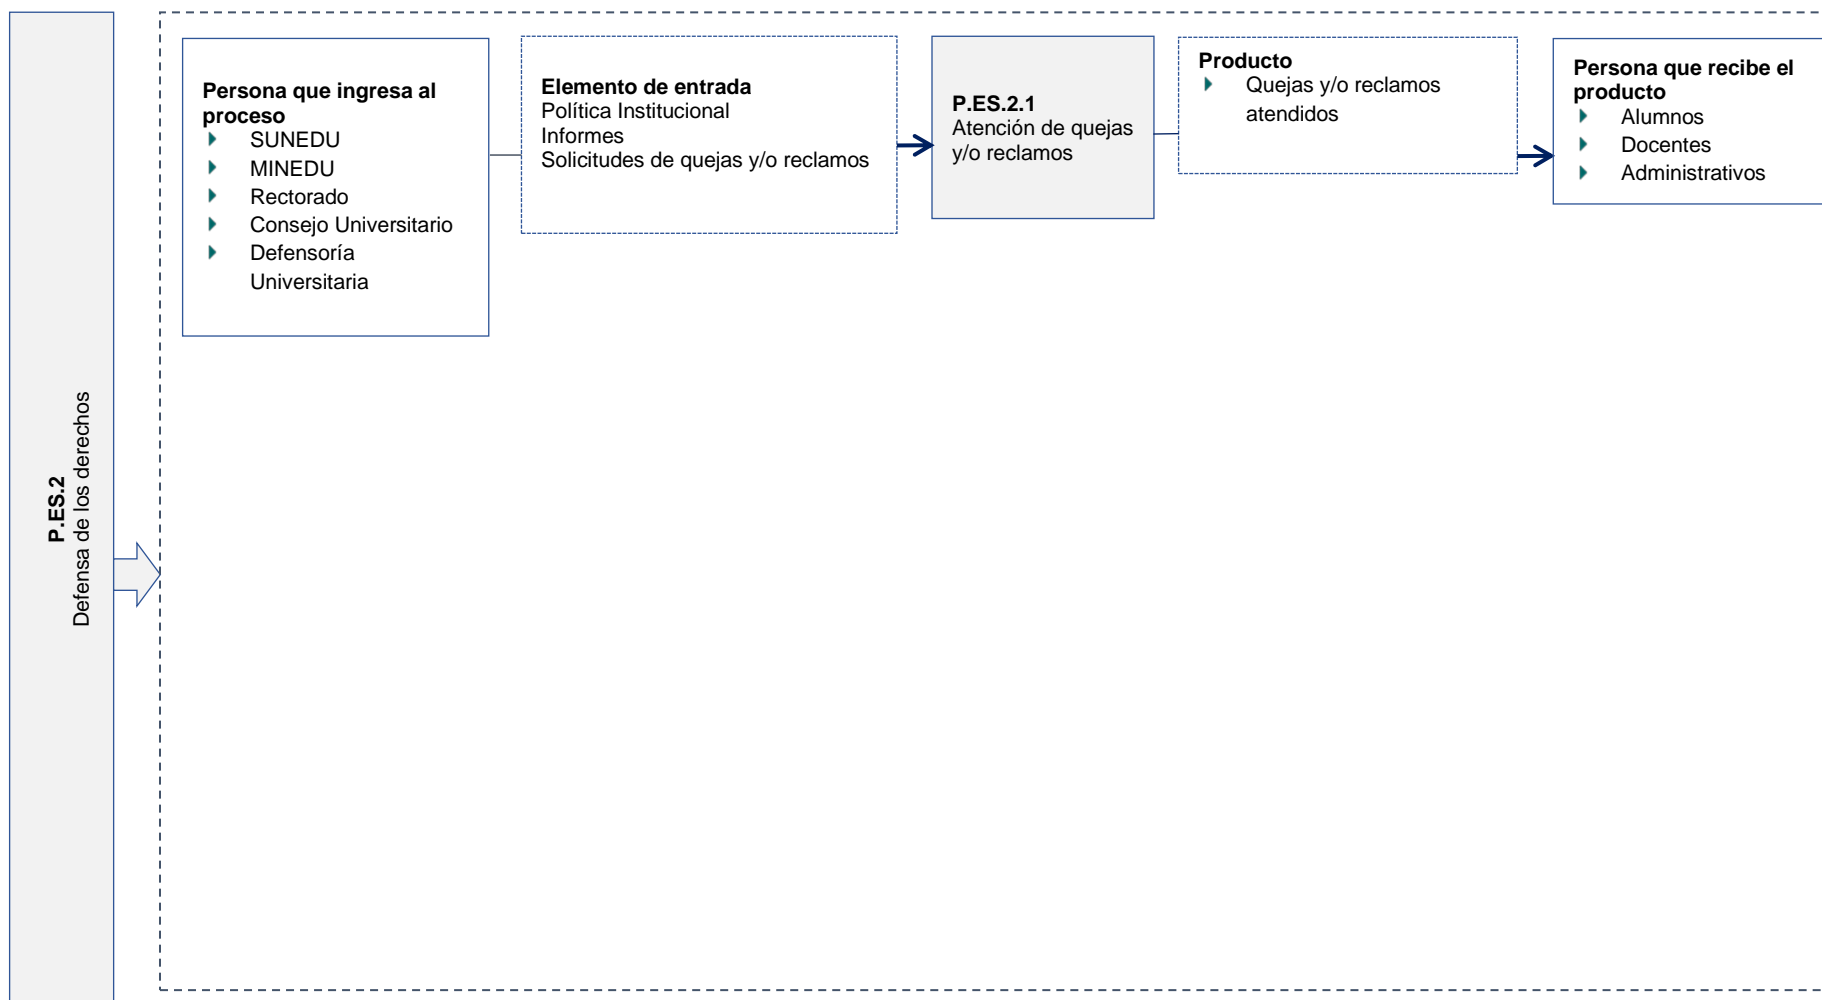 P.ES.2
Defensa de los derechos
Persona que ingresa al
proceso
SUNEDU
MINEDU
Rectorado
Consejo Universitario
Defensoría
Universitaria
Elemento de entrada
Política Institucional
Informes
Solicitudes de quejas y/o reclamos
P.ES.2.1
Atención de quejas
y/o reclamos
Producto
Quejas y/o reclamos
atendidos
Persona que recibe el
producto
Alumnos
Docentes
Administrativos